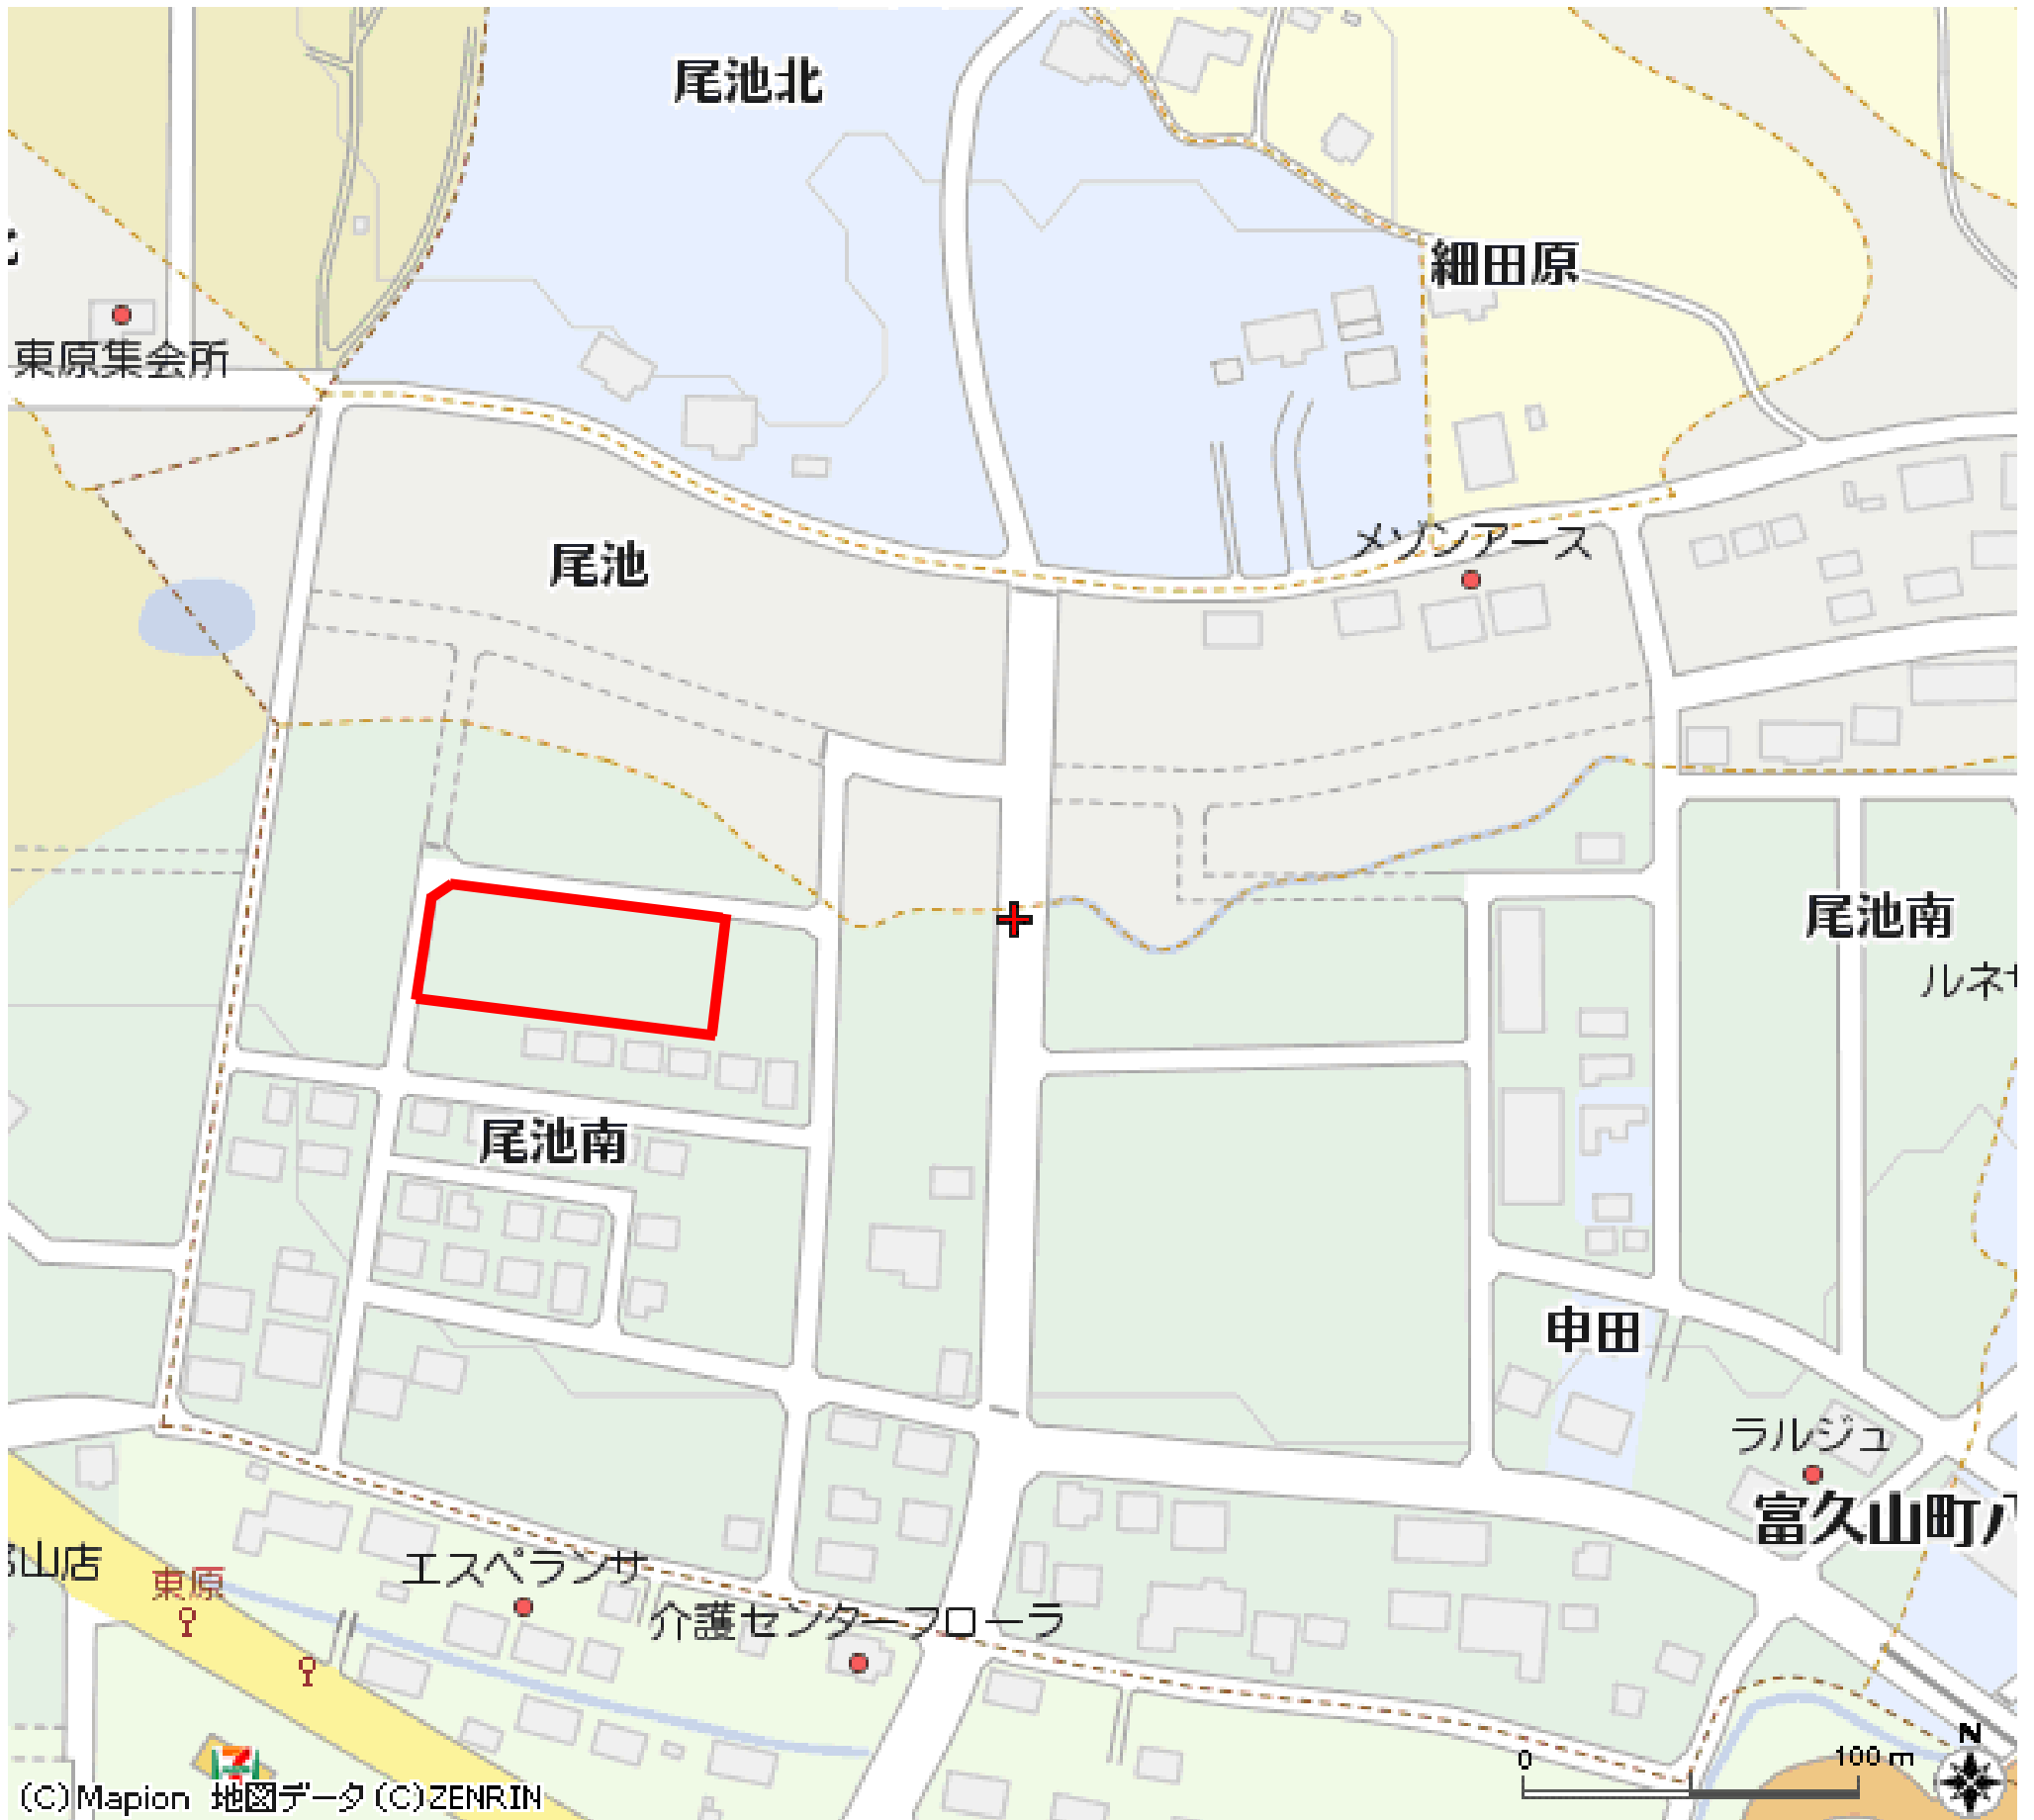 尾池北
細田原
東原集会所
メゾンアース
尾池
尾池南
ルネサ
尾池南
申田
ラルジュ
富久山町八
山店
エスペランサ
東原
介護センターフローラ
7
N
0 100 m
(C)Mapion 地図データ(C)ZENRIN